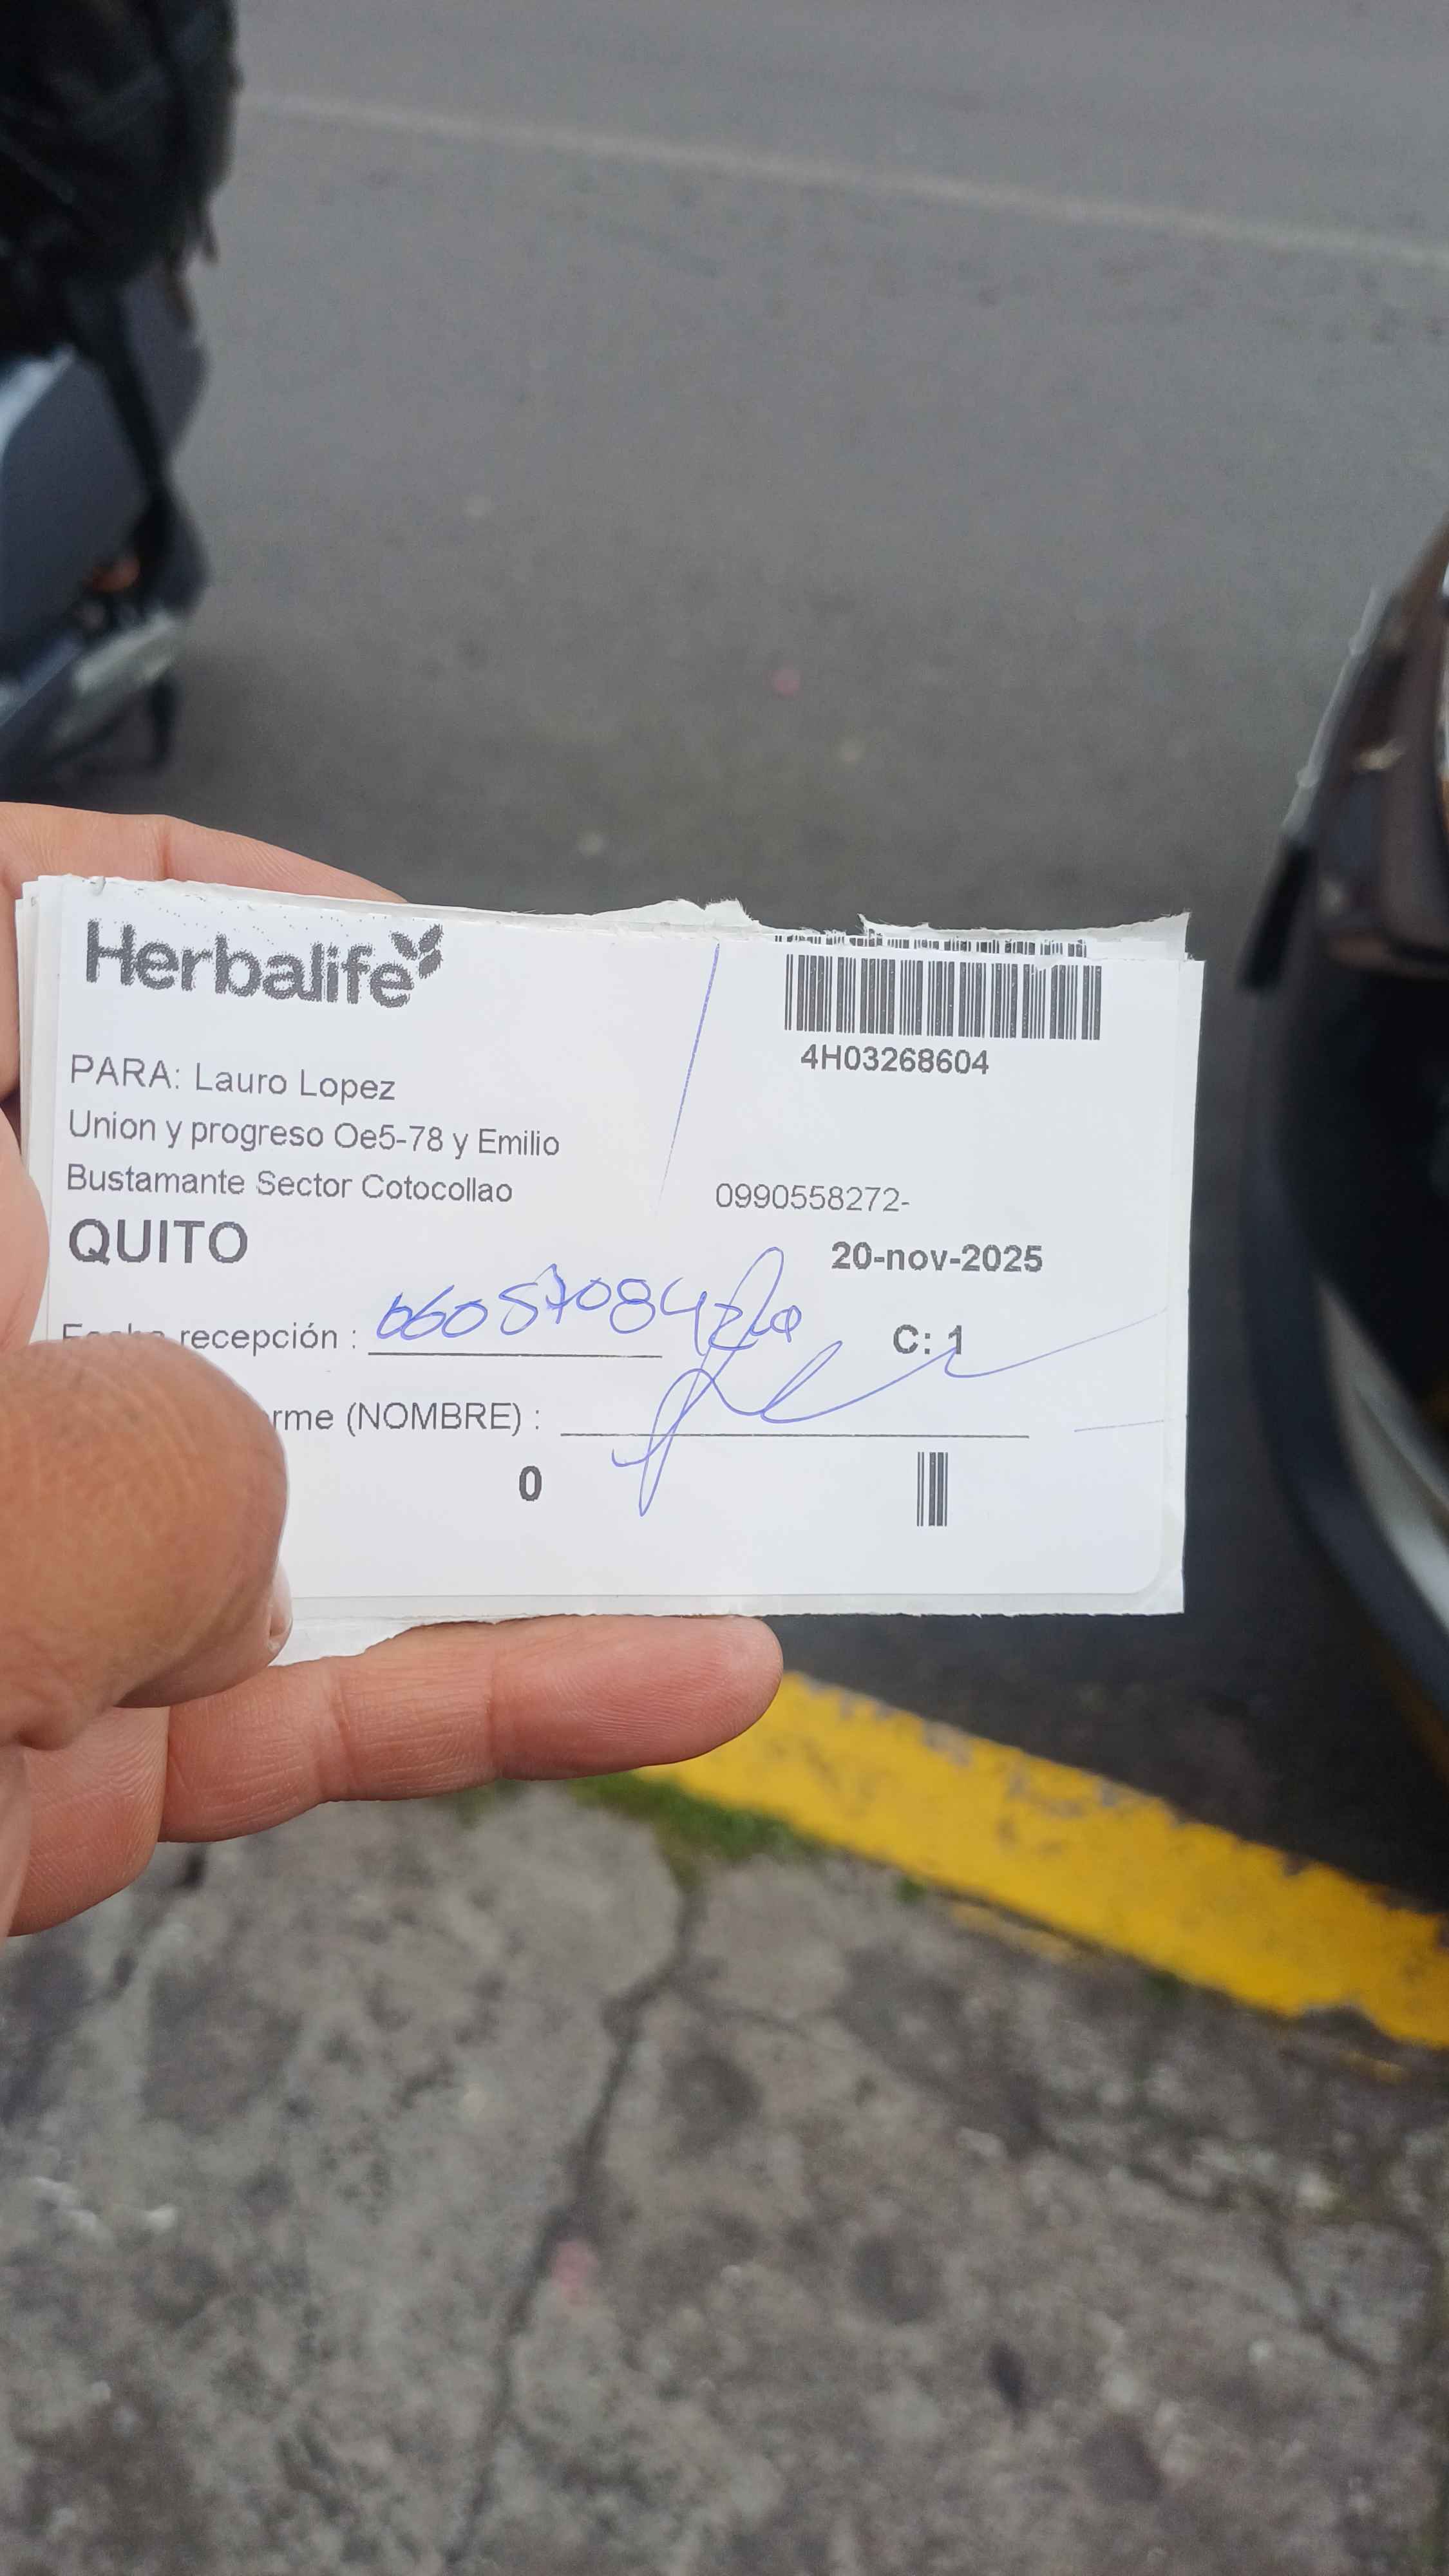 Herbalife
4H03268604
PARA: Lauro Lopez
Union y progreso Oe5-78 y Emilio
Bustamante Sector Cotocollao
0990558272-
QUITO
20-nov-2025
recepción :
C: 1
rme (NOMBRE) :
0